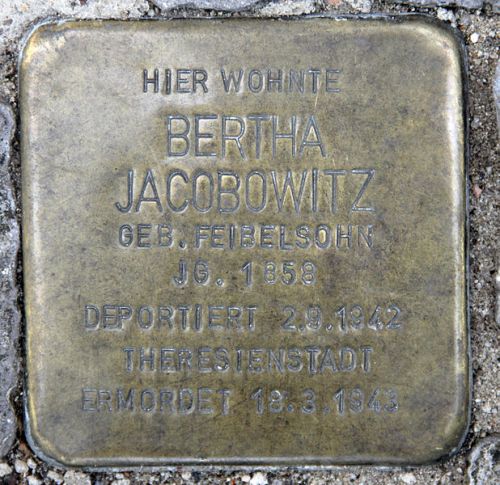 HIER WOHNTE
BERTHA
JACOBOWITZ
GEB. FEIBELSOHN
JG. 1858
DEPORTIERT 2.9.1942
THERESIENSTADT
ERMORDET 18.3.1943